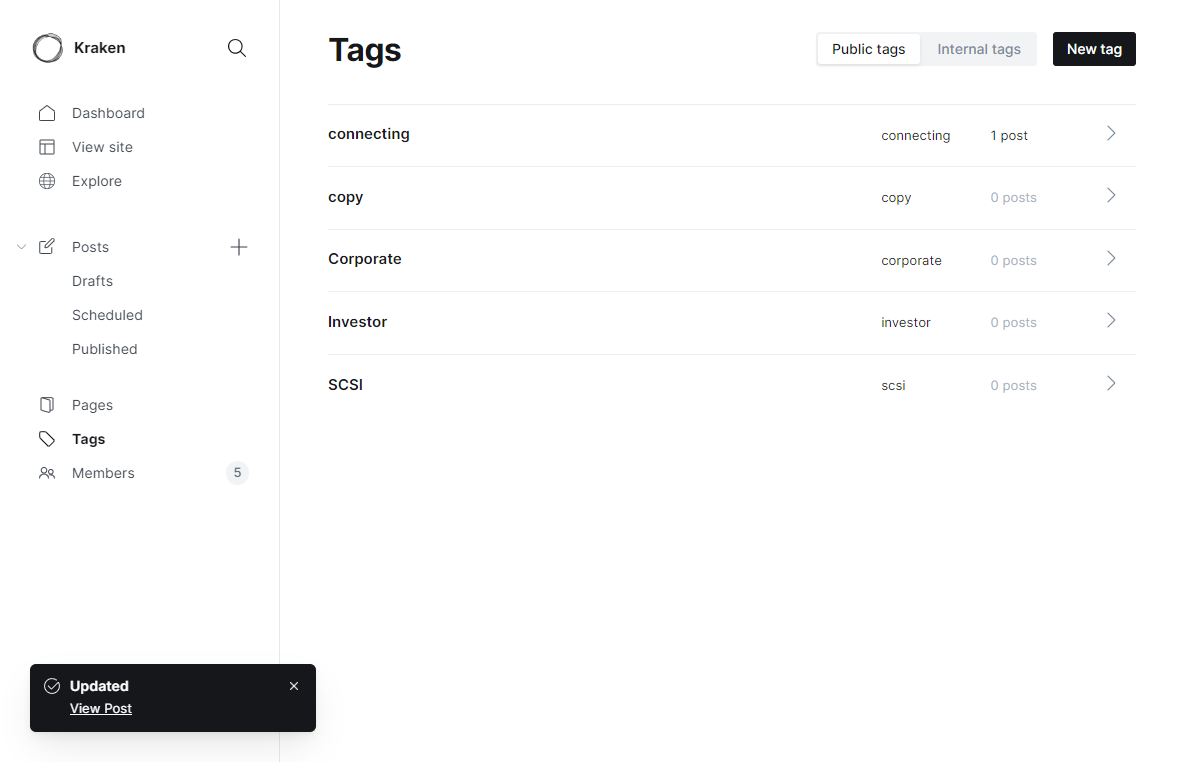 Kraken
Dashboard
View site
Explore
Posts
Drafts
Scheduled
Published
Pages
Tags
Members 5
Tags
Public tags Internal tags New tag
connecting connecting 1 post
copy copy 0 posts
Corporate corporate 0 posts
Investor investor 0 posts
SCSI scsi 0 posts
Updated
View Post